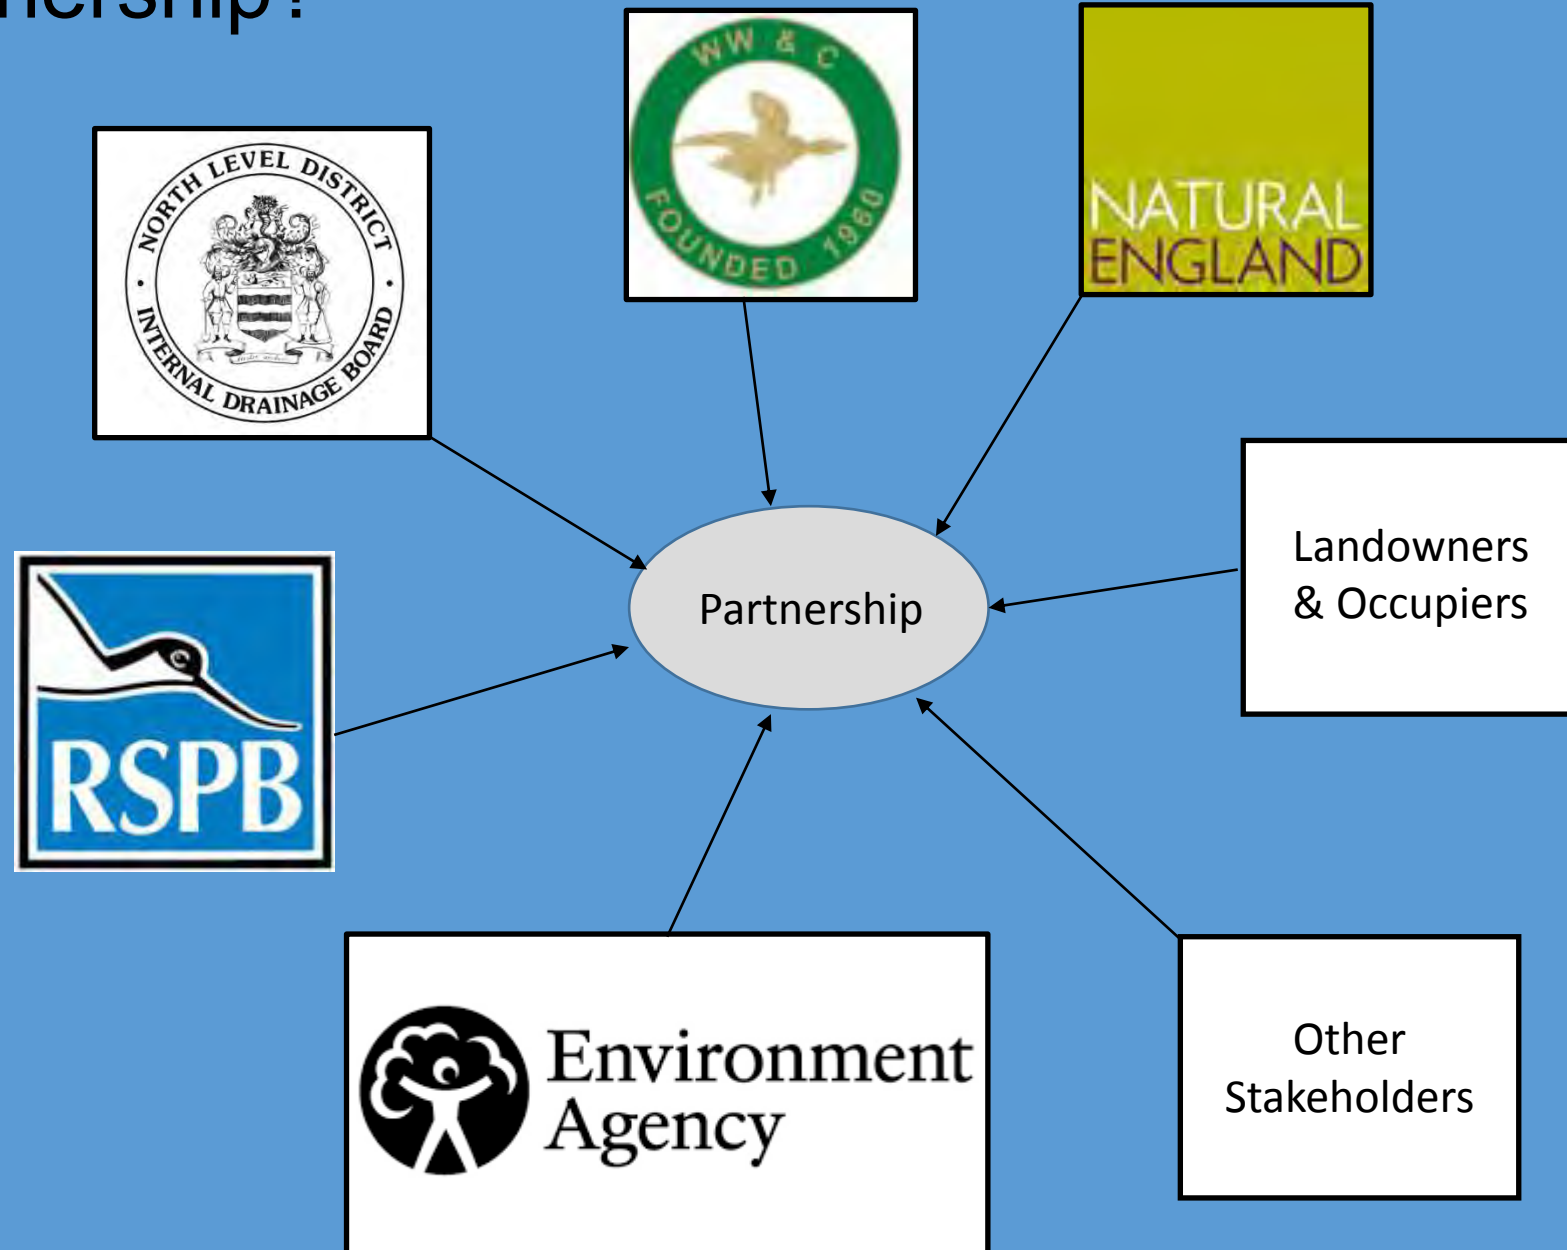 nership?
WW & C
FOUNDED 1960
NATURAL
ENGLAND
NORTH LEVEL DISTRICT
INTERNAL DRAINAGE BOARD
Landowners
& Occupiers
Partnership
RSPB
Environment
Agency
Other
Stakeholders